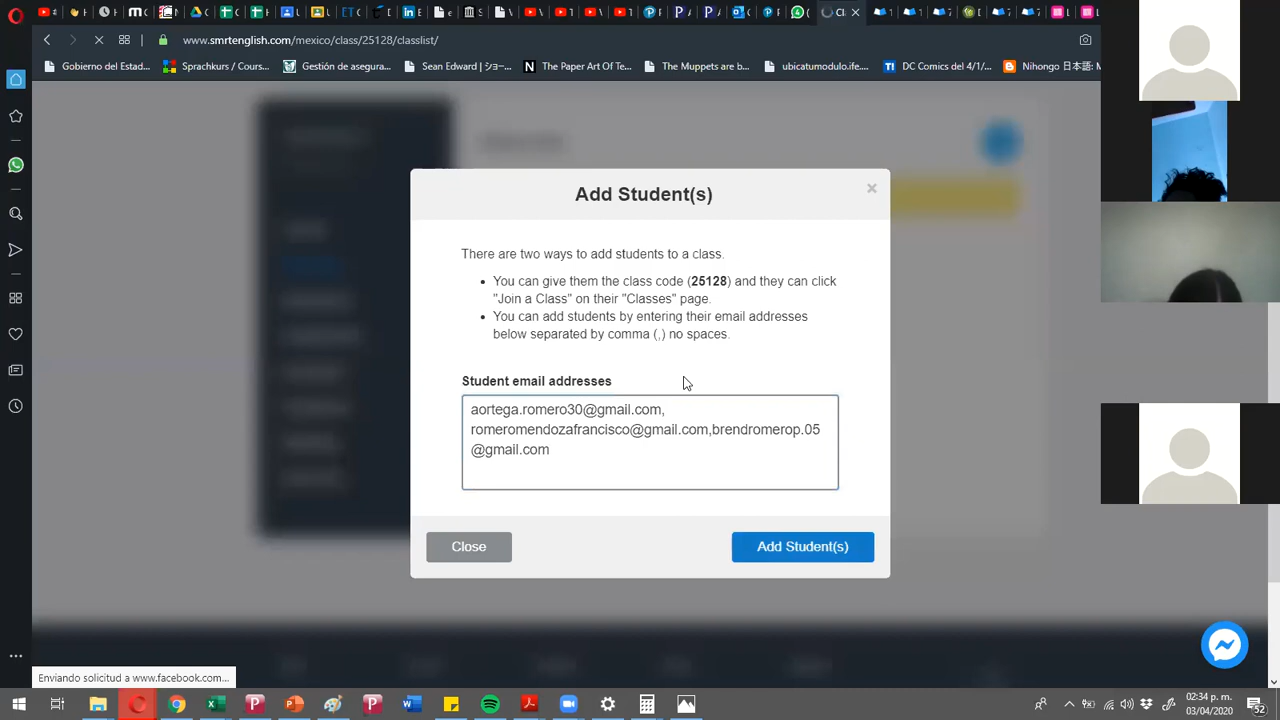 www.smrtenglish.com/mexico/class/25128/classlist/
Gobierno del Estad...
Sprachkurs / Cours...
Gestión de asegura...
Sean Edward | ジョー...
The Paper Art Of Te...
The Muppets are b...
ubicatumodulo.ife...
DC Comics del 4/1/...
Nihongo 日本語: M...
Add Student(s)
There are two ways to add students to a class.
You can give them the class code (25128) and they can click
"Join a Class" on their "Classes" page.
You can add students by entering their email addresses
below separated by comma (,) no spaces.
Student email addresses
aortega.romero30@gmail.com,
romeromendozafrancisco@gmail.com,brendromerop.05
@gmail.com
Close
Add Student(s)
Enviando solicitud a www.facebook.com...
02:34 p. m.
03/04/2020
52